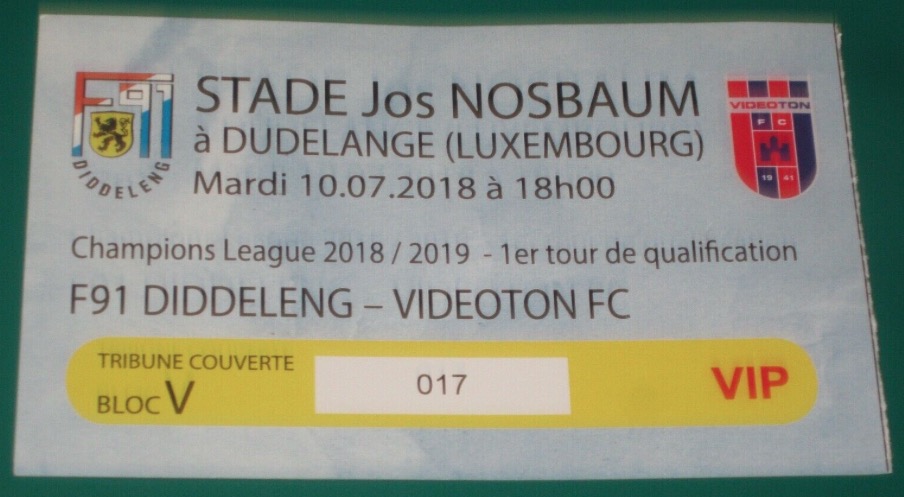 F91
DIDDELENG
STADE Jos NOSBAUM
à DUDELANGE (LUXEMBOURG)
Mardi 10.07.2018 à 18h00
VIDEOTON
F C
19 41
Champions League 2018 / 2019 - 1er tour de qualification
F91 DIDDELENG – VIDEOTON FC
TRIBUNE COUVERTE
BLOC V
017
VIP